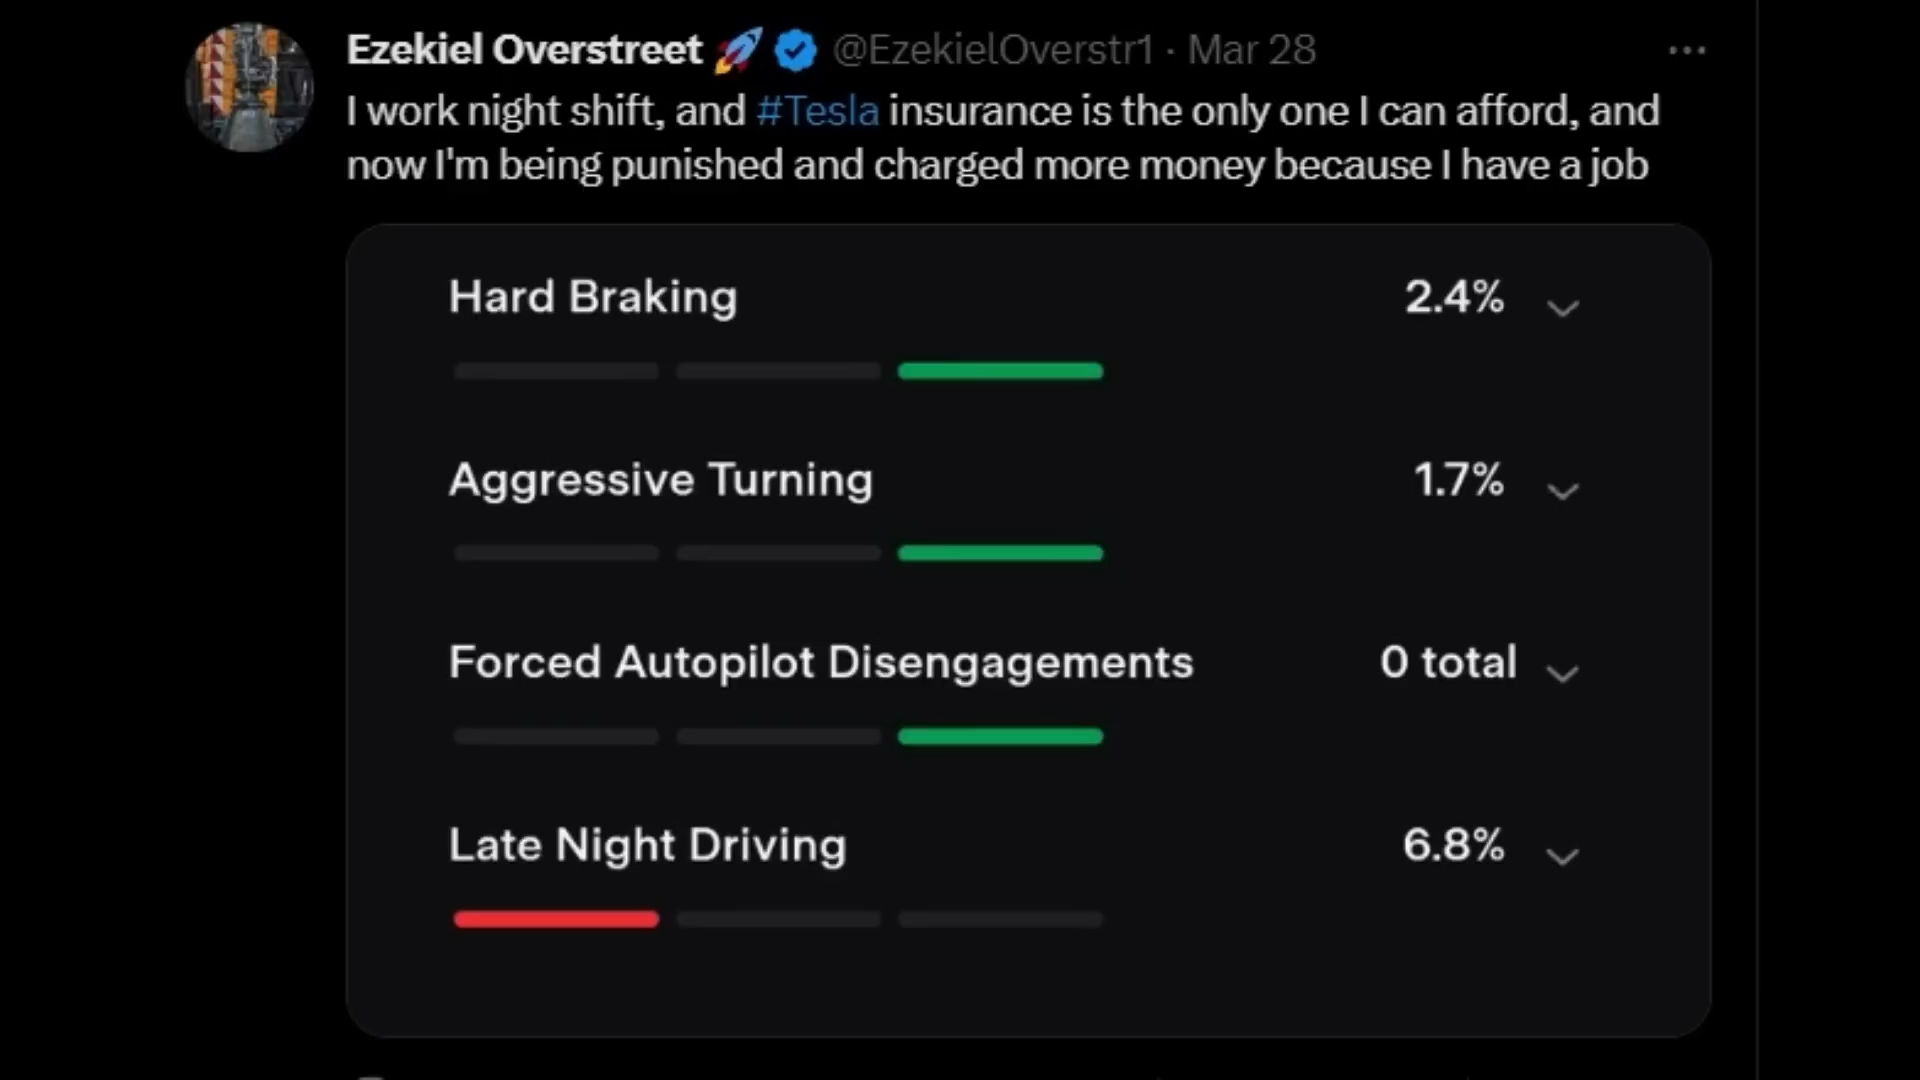 Ezekiel Overstreet 🚀 @EzekielOverstr1 · Mar 28
I work night shift, and #Tesla insurance is the only one I can afford, and
now I'm being punished and charged more money because I have a job
Hard Braking 2.4%
Aggressive Turning 1.7%
Forced Autopilot Disengagements 0 total
Late Night Driving 6.8%